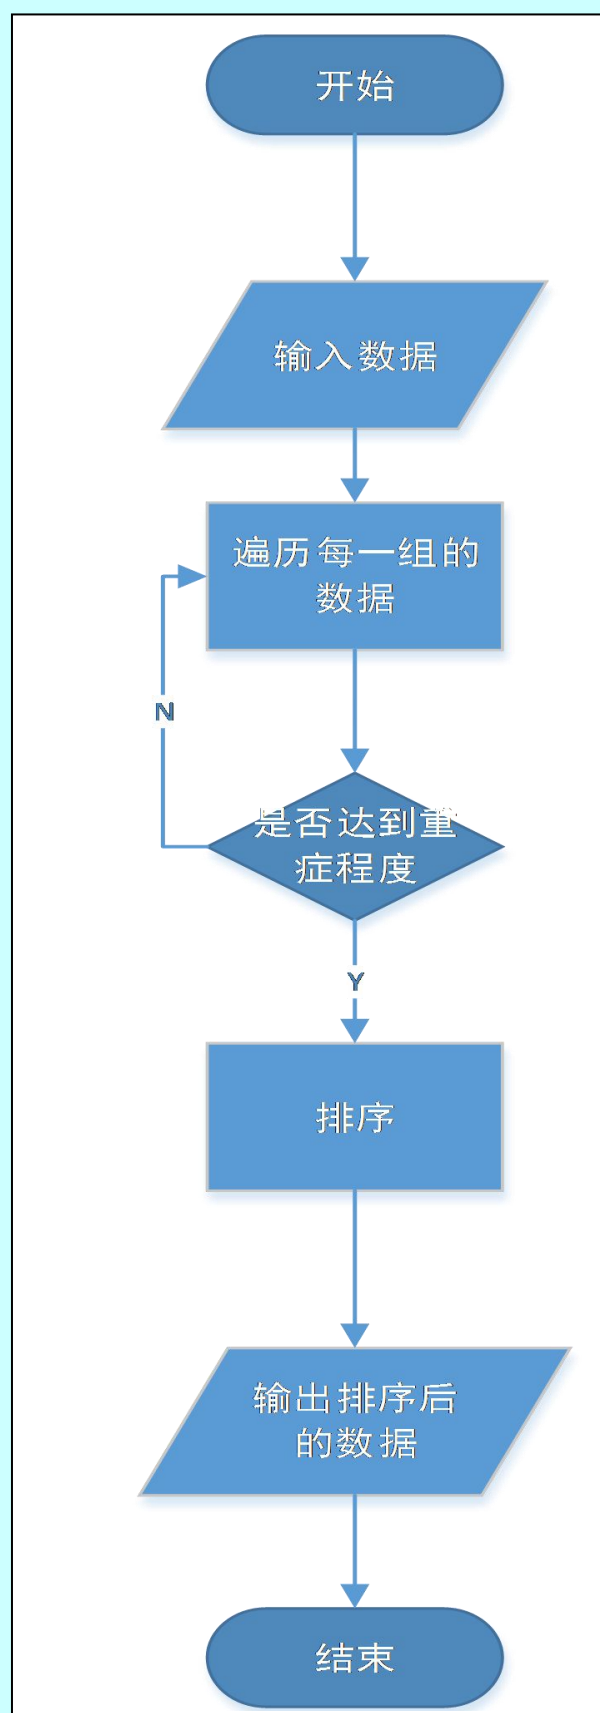 开始
输入数据
遍历每一组的
数据
N
是否达到重
症程度
Y
排序
输出排序后
的数据
结束